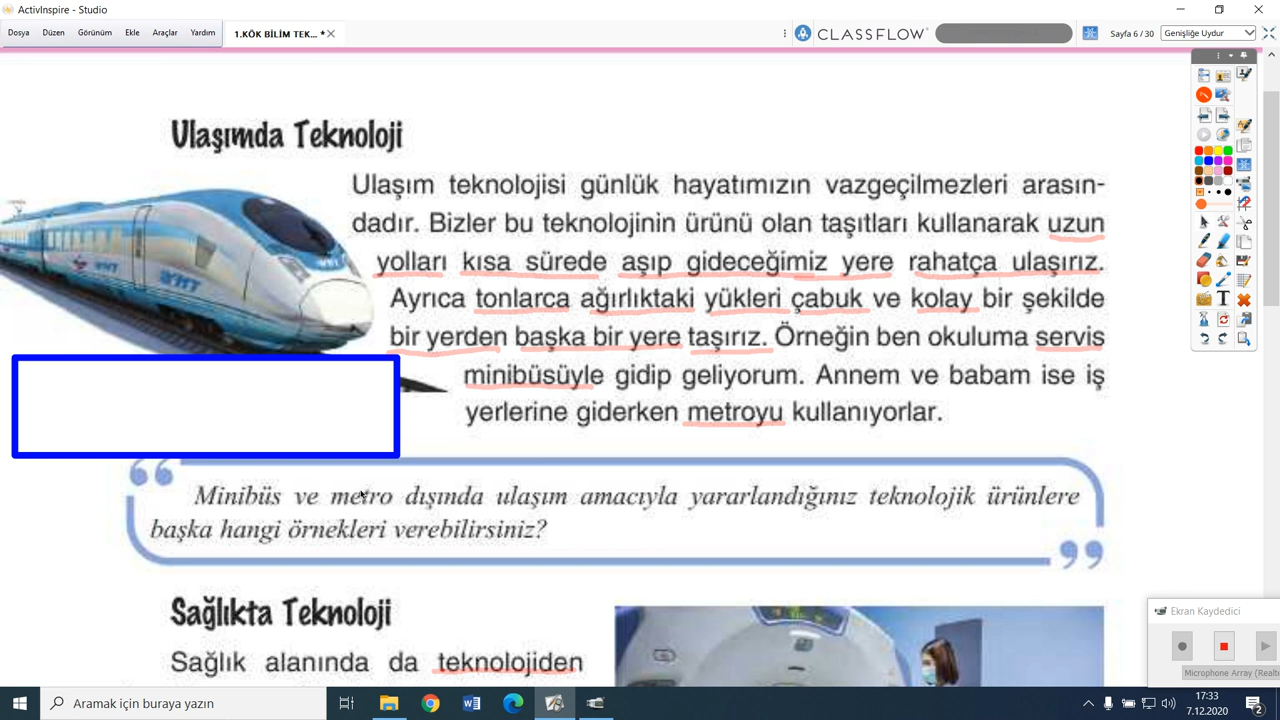 ActivInspire - Studio
Dosya Düzen Görünüm Ekle Araçlar Yardım
1.KÖK BİLİM TEK... *
CLASSFLOW
Sayfa 6 / 30
Genişliğe Uydur
Ulaşımda Teknoloji
Ulaşım teknolojisi günlük hayatımızın vazgeçilmezleri arasın-
dadır. Bizler bu teknolojinin ürünü olan taşıtları kullanarak uzun
yolları kısa sürede aşıp gideceğimiz yere rahatça ulaşırız.
Ayrıca tonlarca ağırlıktaki yükleri çabuk ve kolay bir şekilde
bir yerden başka bir yere taşırız. Örneğin ben okuluma servis
minibüsüyle gidip geliyorum. Annem ve babam ise iş
yerlerine giderken metroyu kullanıyorlar.
“ Minibüs ve metro dışında ulaşım amacıyla yararlandığınız teknolojik ürünlere
başka hangi örnekleri verebilirsiniz? ”
Sağlıkta Teknoloji
Sağlık alanında da teknolojiden
Ekran Kaydedici
Microphone Array (Realte
Aramak için buraya yazın
17:33
7.12.2020
2